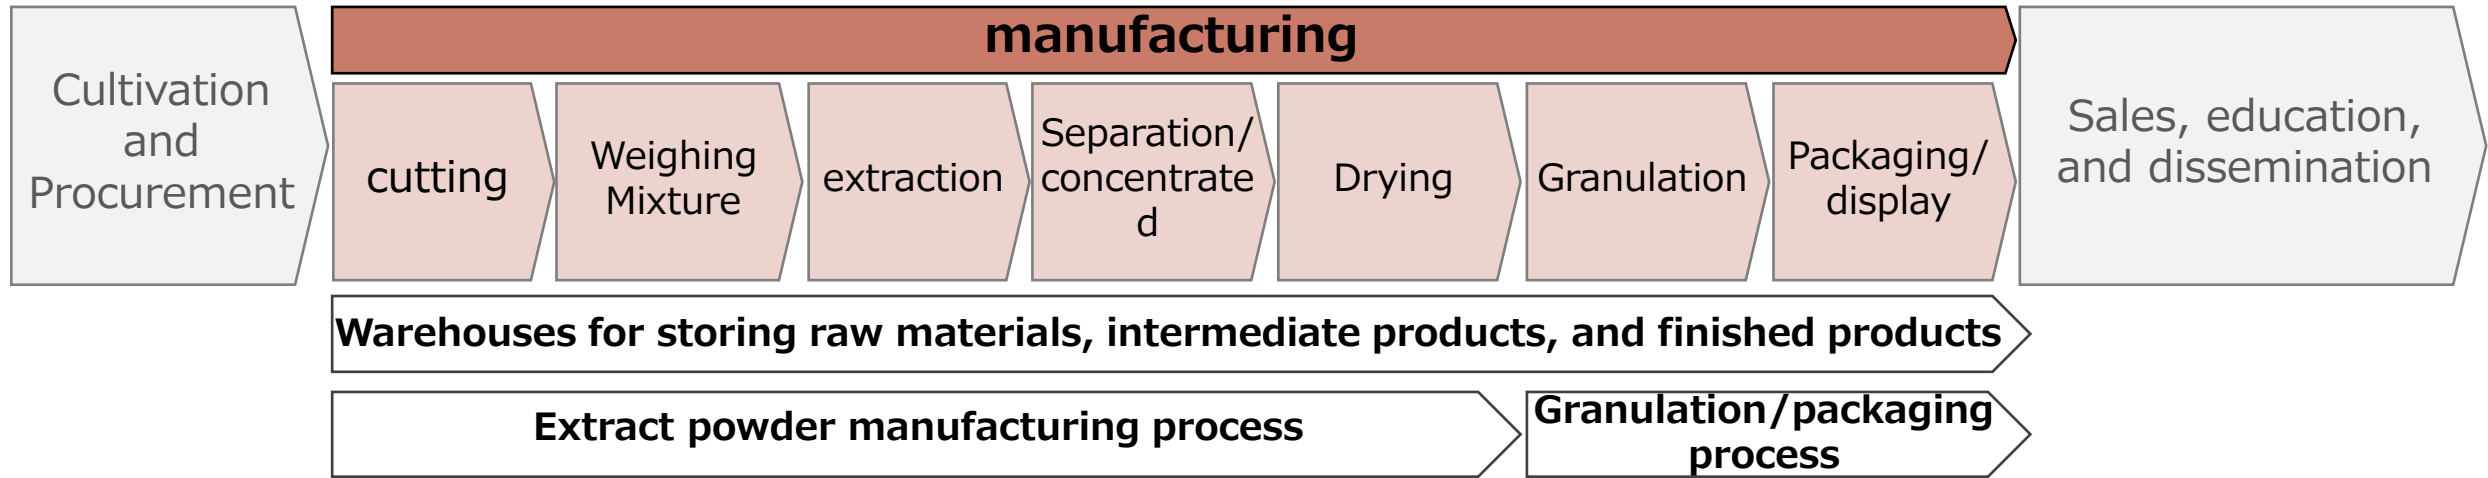 manufacturing
Cultivation
and
Procurement
cutting
Weighing
Mixture
extraction
Separation/
concentrate
d
Drying
Granulation
Packaging/
display
Sales, education,
and dissemination
Warehouses for storing raw materials, intermediate products, and finished products
Extract powder manufacturing process
Granulation/packaging
process